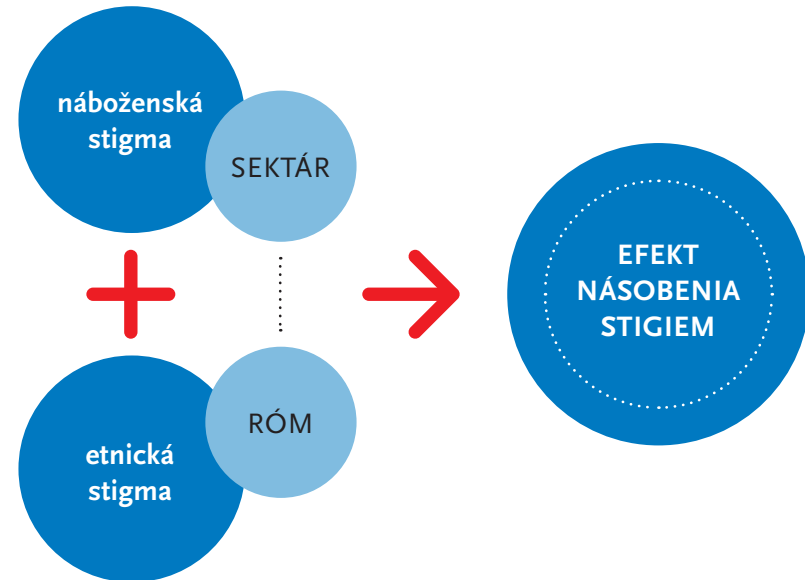 náboženská
stigma
SEKTÁR
etnická
stigma
RÓM
EFEKT
NÁSOBENIA
STIGIEM